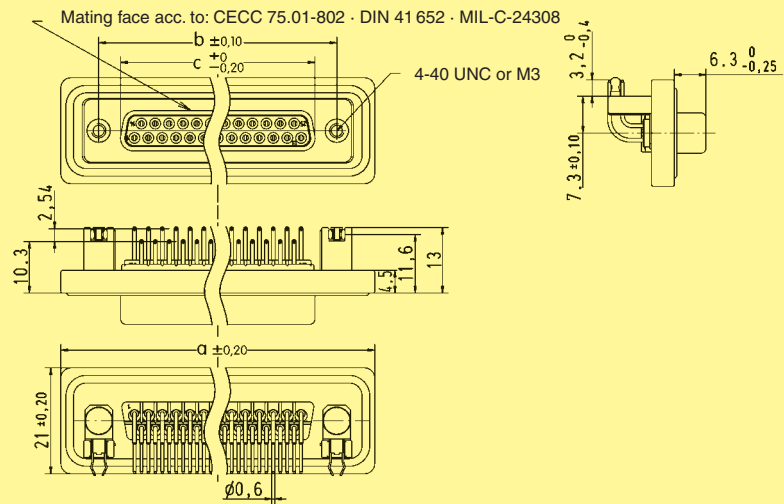 Mating face acc. to: CECC 75.01-802 · DIN 41 652 · MIL-C-24308
b ±0,10
c +0 -0,20
4-40 UNC or M3
3,2 0 -0,4
6.3 0 -0,25
7.3 ±0,10
2,54
10.3
4.5
11,6
13
a ±0,20
21 ±0,20
ø0,6